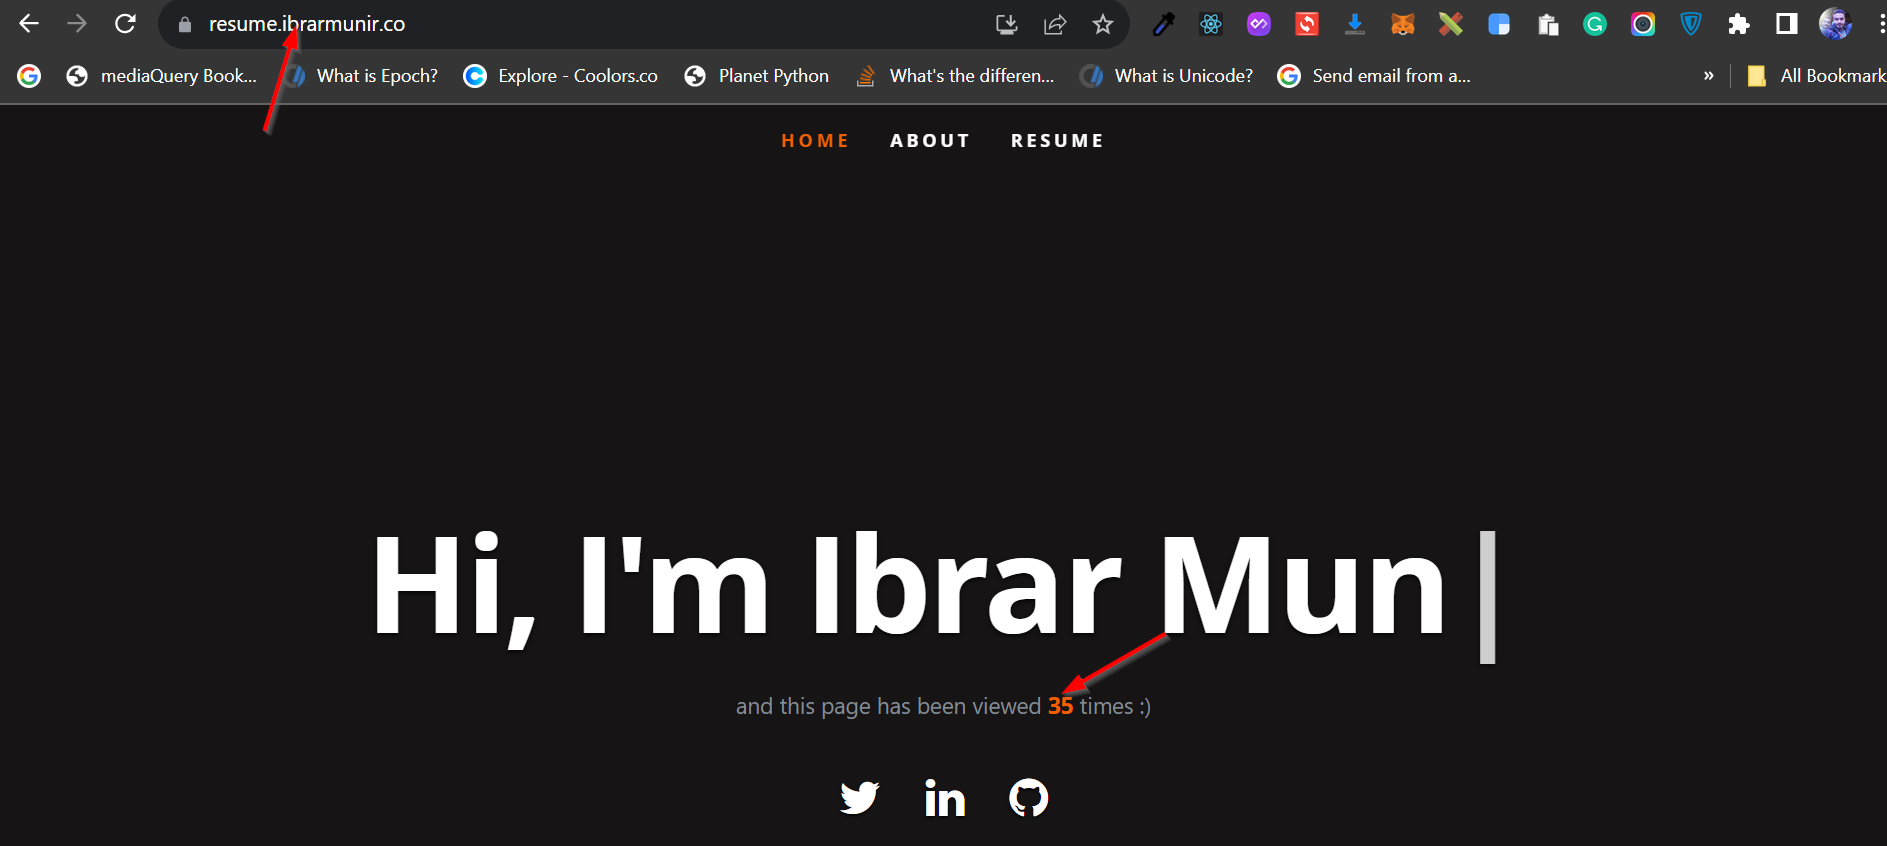 resume.ibrarmunir.co
mediaQuery Book... What is Epoch? Explore - Coolors.co Planet Python What's the differen... What is Unicode? Send email from a... » All Bookmark
HOME ABOUT RESUME
Hi, I'm Ibrar Mun
and this page has been viewed 35 times :)